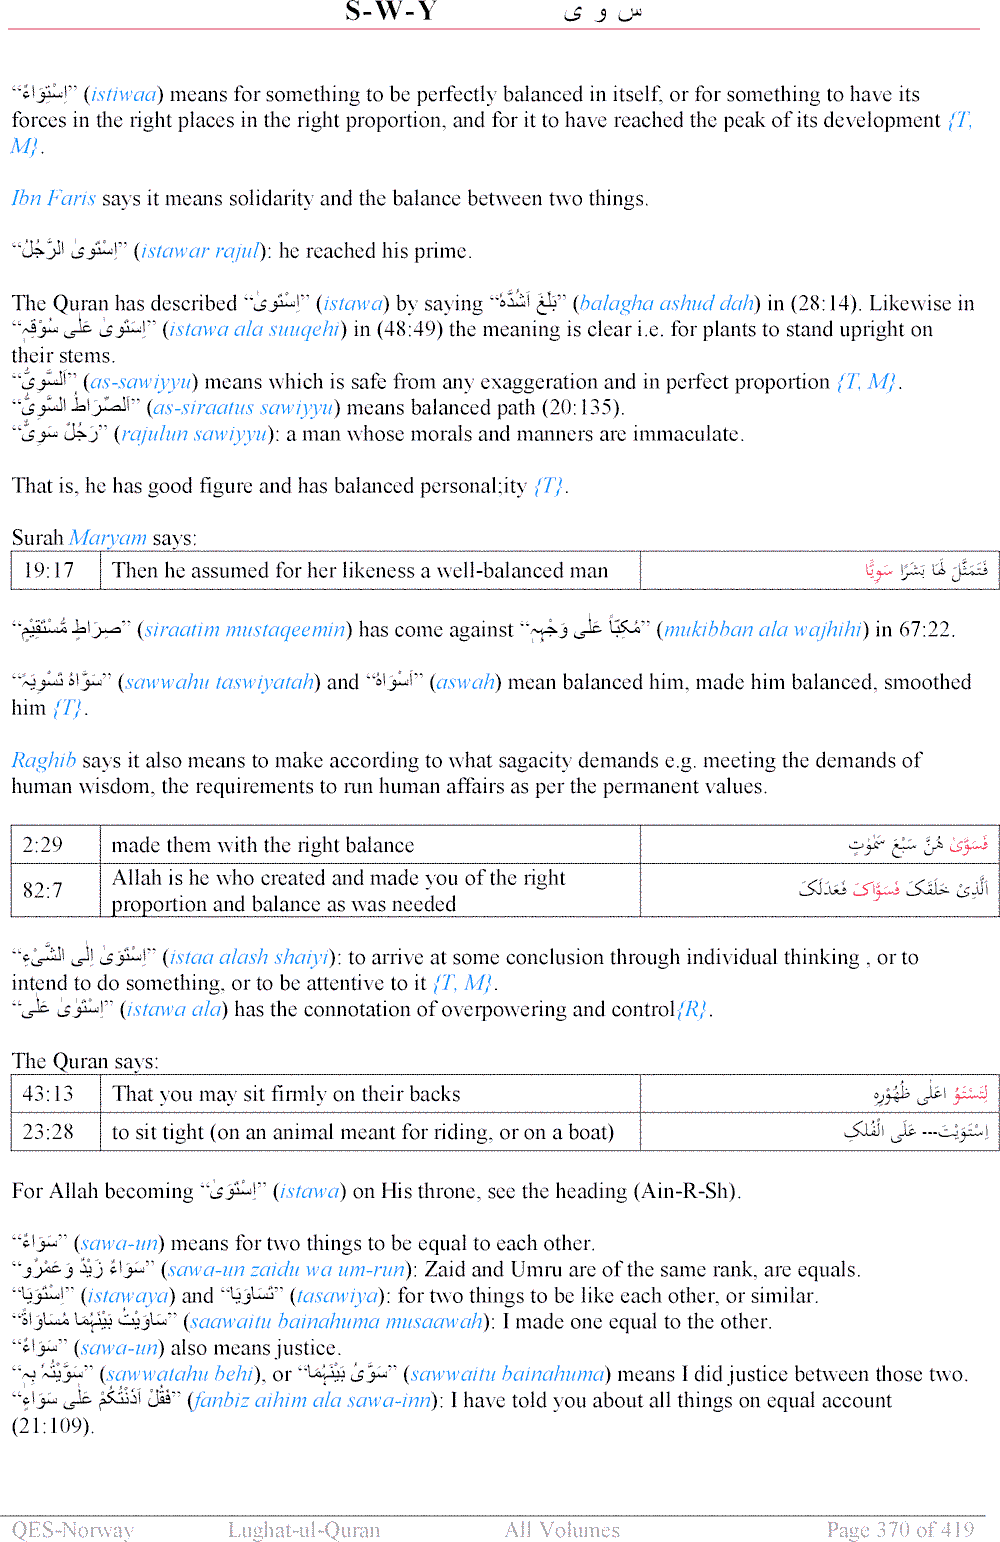 S-W-Y س و ی
“اِسْتِوَاءٌ” (istiwaa) means for something to be perfectly balanced in itself, or for something to have its
forces in the right places in the right proportion, and for it to have reached the peak of its development {T,
M}.
Ibn Faris says it means solidarity and the balance between two things.
“اِسْتَویٰ الرَّجُلُ” (istawar rajul): he reached his prime.
The Quran has described “اِسْتَویٰ” (istawa) by saying “بَلَغَ اَشُدَّہٗ” (balagha ashud dah) in (28:14). Likewise in
“اِسْتَویٰ عَلٰی سُوْقِہٖ” (istawa ala suuqehi) in (48:49) the meaning is clear i.e. for plants to stand upright on
their stems.
“اَلسَّوِیُّ” (as-sawiyyu) means which is safe from any exaggeration and in perfect proportion {T, M}.
“اَلصِّرَاطُ السَّوِیُّ” (as-siraatus sawiyyu) means balanced path (20:135).
“رَجُلٌ سَوِیٌّ” (rajulun sawiyyu): a man whose morals and manners are immaculate.
That is, he has good figure and has balanced personal;ity {T}.
Surah Maryam says:
19:17 Then he assumed for her likeness a well-balanced man فَتَمَثَّلَ لَهَا بَشَرًا سَوِيًّا
“صِرَاطٍ مُّسْتَقِیْمٍ” (siraatim mustaqeemin) has come against “مُکِبّاً عَلٰی وَجْہِہٖ” (mukibban ala wajhihi) in 67:22.
“سَوَّاہُ تَسْوِیَۃً” (sawwahu taswiyatah) and “اَسْوَاہُ” (aswah) mean balanced him, made him balanced, smoothed
him {T}.
Raghib says it also means to make according to what sagacity demands e.g. meeting the demands of
human wisdom, the requirements to run human affairs as per the permanent values.
2:29 made them with the right balance فَسَوَّىٰ هُنَّ سَبْعَ سَمٰوٰتٍ
82:7 Allah is he who created and made you of the right
proportion and balance as was needed الَّذِیْ خَلَقَکَ فَسَوَّاکَ فَعَدَلَکَ
“اِسْتَوَیٰ اِلٰی الشَّیْءِ” (istaa alash shaiyi): to arrive at some conclusion through individual thinking , or to
intend to do something, or to be attentive to it {T, M}.
“اِسْتَوَیٰ عَلٰی” (istawa ala) has the connotation of overpowering and control{R}.
The Quran says:
43:13 That you may sit firmly on their backs لِتَسْتَوُ اعَلٰی ظُهُوْرِهِ
23:28 to sit tight (on an animal meant for riding, or on a boat) اِسْتَوَيْتَ--- عَلَی الْفُلکِ
For Allah becoming “اِسْتَوَیٰ” (istawa) on His throne, see the heading (Ain-R-Sh).
“سَوَاءٌ” (sawa-un) means for two things to be equal to each other.
“سَوَاءٌ زَیْدٌ وَ عَمْرٌو” (sawa-un zaidu wa um-run): Zaid and Umru are of the same rank, are equals.
“اِسْتَوَیَا” (istawaya) and “تَسَاوَیَا” (tasawiya): for two things to be like each other, or similar.
“سَاوَیْتُ بَیْنَہُمَا مُسَاوَاۃً” (saawaitu bainahuma musaawah): I made one equal to the other.
“سَوَاءٌ” (sawa-un) also means justice.
“سَوَّیْتُہٗ بِہٖ” (sawwatahu behi), or “سَوَّیُ بَیْنَہُمَا” (sawwaitu bainahuma) means I did justice between those two.
“فَقُلْ اٰذَنْتُکُمْ عَلٰی سَوَاءٍ” (fanbiz aihim ala sawa-inn): I have told you about all things on equal account
(21:109).
QES-Norway Lughat-ul-Quran All Volumes Page 370 of 419